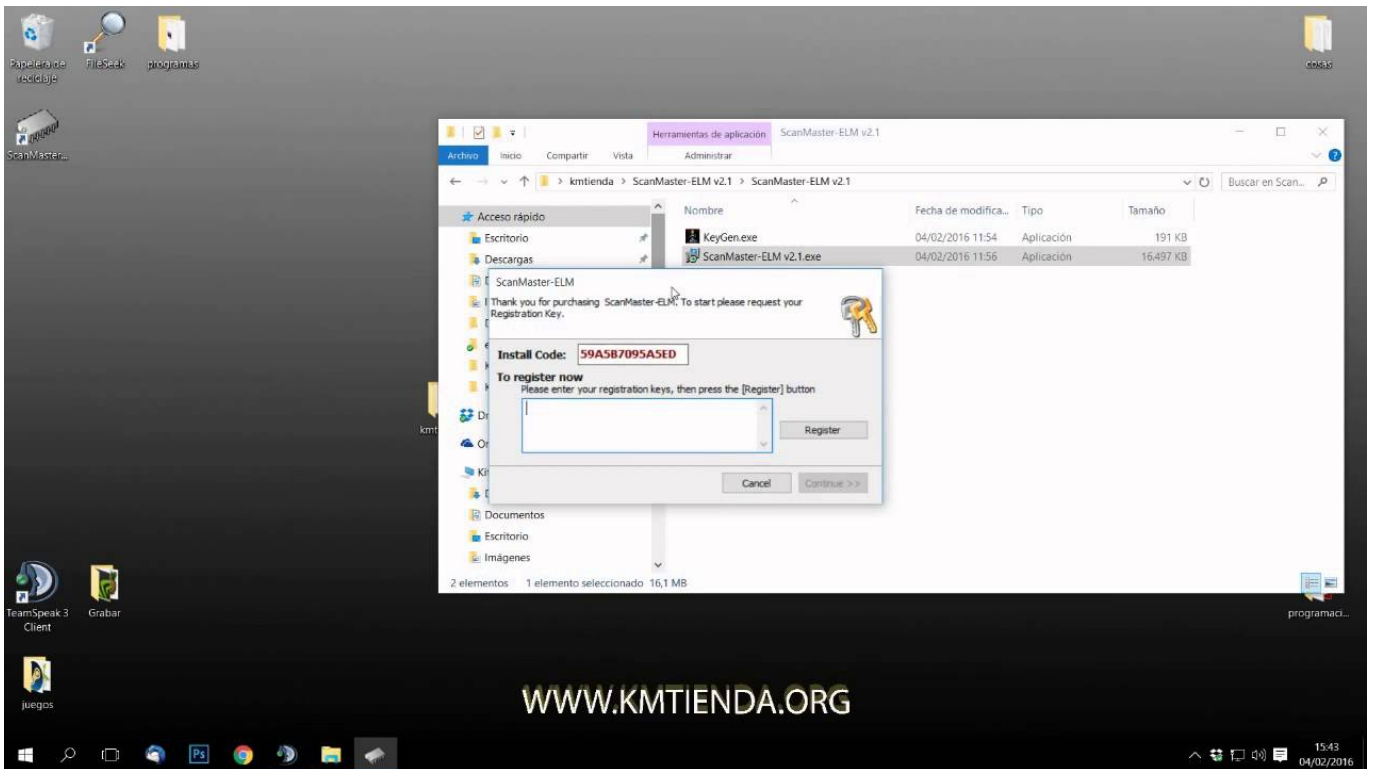 Papelera de
reciclaje
FileSeek
programas
cosas
ScanMaster...
Herramientas de aplicación
ScanMaster-ELM v2.1
Archivo
Inicio
Compartir
Vista
Administrar
kmtienda > ScanMaster-ELM v2.1 > ScanMaster-ELM v2.1
Buscar en Scan...
Acceso rápido
Nombre
Fecha de modifica...
Tipo
Tamaño
Escritorio
KeyGen.exe
04/02/2016 11:54
Aplicación
191 KB
Descargas
ScanMaster-ELM v2.1.exe
04/02/2016 11:56
Aplicación
16.497 KB
ScanMaster-ELM
Thank you for purchasing ScanMaster-ELM. To start please request your
Registration Key.
Install Code: 59A5B7095A5ED
To register now
Please enter your registration keys, then press the [Register] button
Register
Cancel
Continue >>
Documentos
Escritorio
Imágenes
2 elementos
1 elemento seleccionado 16,1 MB
TeamSpeak 3
Client
Grabar
programaci...
juegos
WWW.KMTIENDA.ORG
Ps
15:43
04/02/2016